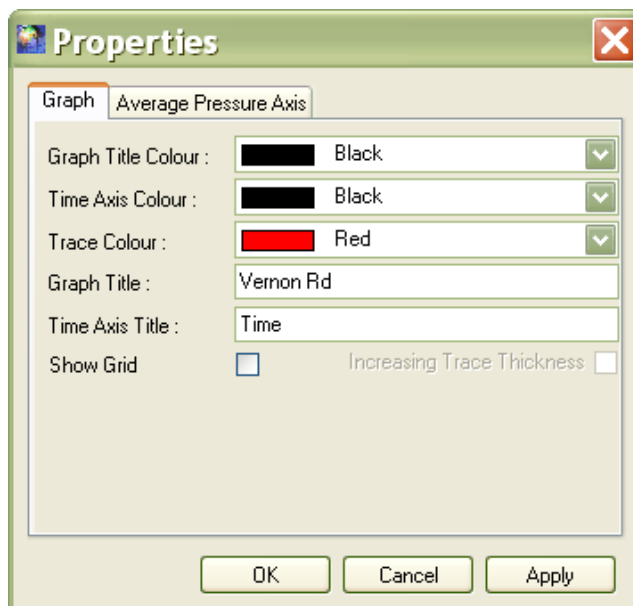 Properties
Graph Average Pressure Axis
Graph Title Colour : Black
Time Axis Colour : Black
Trace Colour : Red
Graph Title : Vernon Rd
Time Axis Title : Time
Show Grid Increasing Trace Thickness
OK Cancel Apply